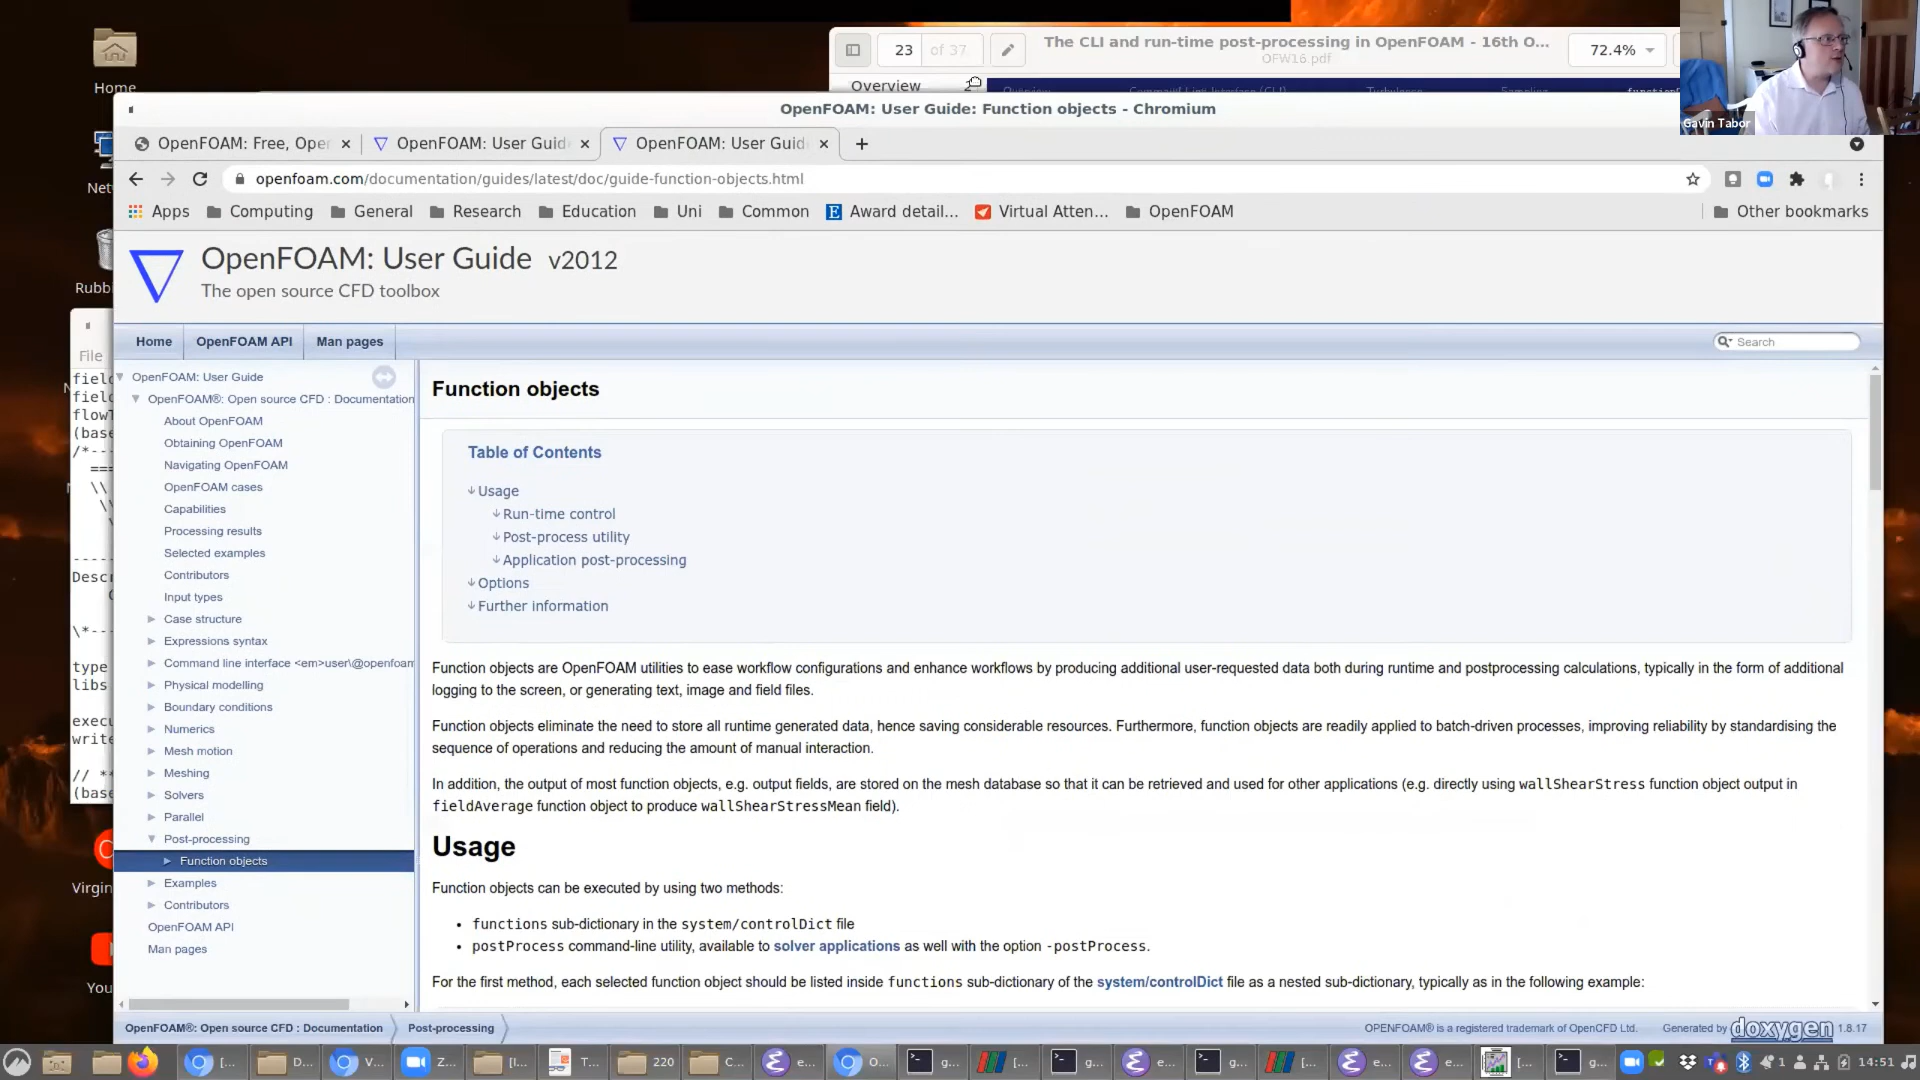 Home
23 of 37
The CLI and run-time post-processing in OpenFOAM - 16th O...
OFW16.pdf
72.4%
Overview
Gavin Tabor
OpenFOAM: User Guide: Function objects - Chromium
OpenFOAM: Free, Oper
OpenFOAM: User Guid
OpenFOAM: User Guid
openfoam.com/documentation/guides/latest/doc/guide-function-objects.html
Apps
Computing
General
Research
Education
Uni
Common
Award detail...
Virtual Atten...
OpenFOAM
Other bookmarks
OpenFOAM: User Guide v2012
The open source CFD toolbox
Netw
Rubbi
Home
OpenFOAM API
Man pages
Search
File
OpenFOAM: User Guide
OpenFOAM®: Open source CFD : Documentation
About OpenFOAM
Obtaining OpenFOAM
Navigating OpenFOAM
OpenFOAM cases
Capabilities
Processing results
Selected examples
Contributors
Input types
Case structure
Expressions syntax
Command line interface <em>user\@openfoam
Physical modelling
Boundary conditions
Numerics
Mesh motion
Meshing
Solvers
Parallel
Post-processing
Function objects
Examples
Contributors
OpenFOAM API
Man pages
fielc
fielc
flowT
(base
/*---
===
\\
\\
\
----
Descr
\*---
type
libs
execu
write
// **
(base
Virgin
You
Function objects
Table of Contents
↓Usage
↓Run-time control
↓Post-process utility
↓Application post-processing
↓Options
↓Further information
Function objects are OpenFOAM utilities to ease workflow configurations and enhance workflows by producing additional user-requested data both during runtime and postprocessing calculations, typically in the form of additional
logging to the screen, or generating text, image and field files.
Function objects eliminate the need to store all runtime generated data, hence saving considerable resources. Furthermore, function objects are readily applied to batch-driven processes, improving reliability by standardising the
sequence of operations and reducing the amount of manual interaction.
In addition, the output of most function objects, e.g. output fields, are stored on the mesh database so that it can be retrieved and used for other applications (e.g. directly using wallShearStress function object output in
fieldAverage function object to produce wallShearStressMean field).
Usage
Function objects can be executed by using two methods:
• functions sub-dictionary in the system/controlDict file
• postProcess command-line utility, available to solver applications as well with the option -postProcess.
For the first method, each selected function object should be listed inside functions sub-dictionary of the system/controlDict file as a nested sub-dictionary, typically as in the following example:
OpenFOAM®: Open source CFD : Documentation
Post-processing
OPENFOAM® is a registered trademark of OpenCFD Ltd.
Generated by doxygen 1.8.17
[...
D...
V...
Z...
[I...
T...
220
C...
e...
O...
g...
[...
g...
e...
g...
[...
e...
e...
[...
g...
1
14:51